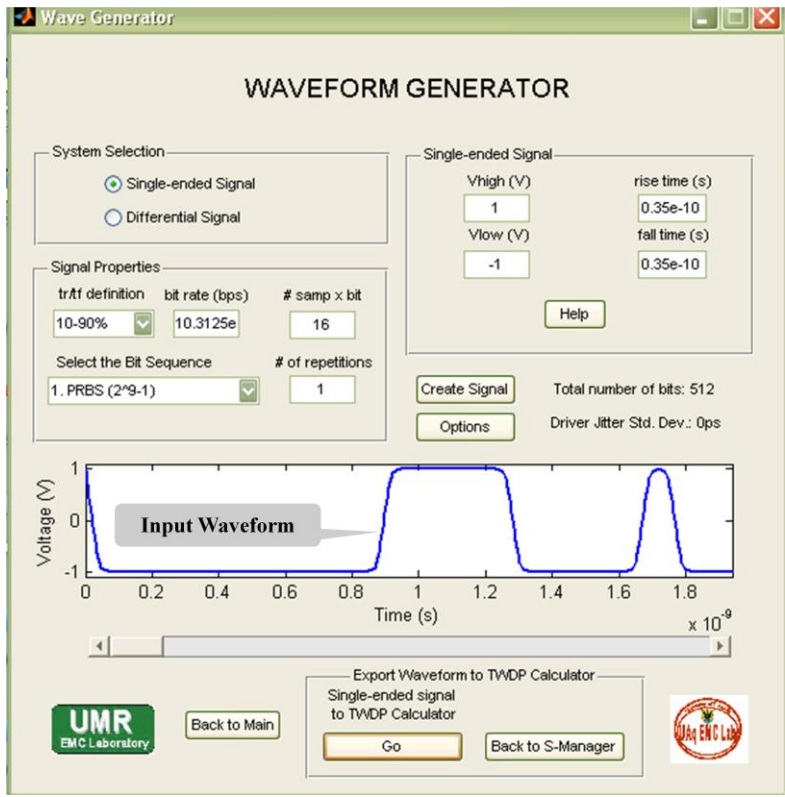 Wave Generator
WAVEFORM GENERATOR
System Selection
Single-ended Signal
Differential Signal
Single-ended Signal
Vhigh (V)
rise time (s)
1
0.35e-10
Vlow (V)
fall time (s)
-1
0.35e-10
Help
Signal Properties
tr/tf definition
bit rate (bps)
# samp x bit
10-90%
10.3125e
16
Select the Bit Sequence
# of repetitions
1. PRBS (2^9-1)
1
Create Signal
Total number of bits: 512
Options
Driver Jitter Std. Dev.: 0ps
Voltage (V)
1
0
-1
Input Waveform
0 0.2 0.4 0.6 0.8 1 1.2 1.4 1.6 1.8
Time (s)
x 10^-9
Export Waveform to TWDP Calculator
Single-ended signal
to TWDP Calculator
UMR
EMC Laboratory
Back to Main
Go
Back to S-Manager
UAq EMC Lab